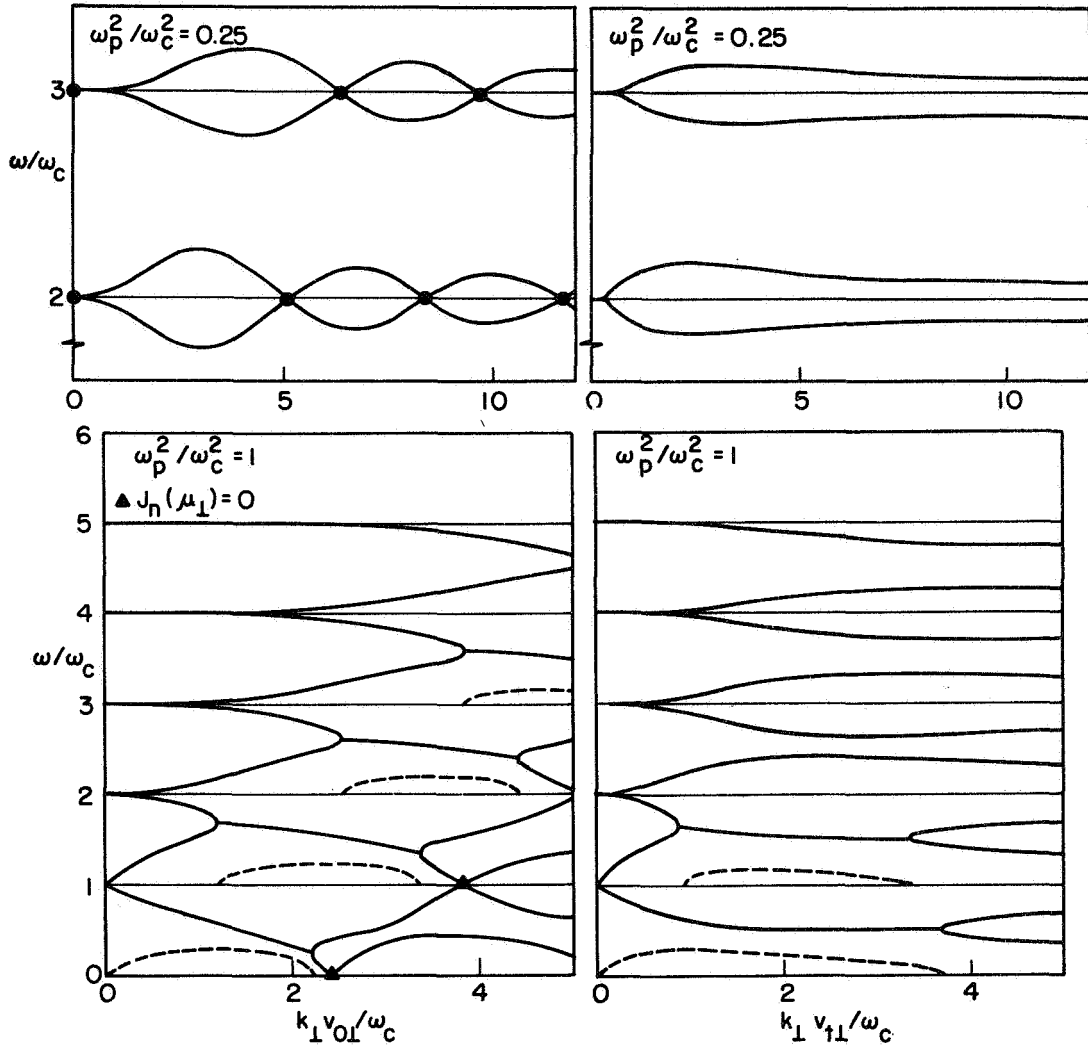 ω_p^2/ω_c^2 = 0.25
ω_p^2/ω_c^2 = 0.25
3
ω/ω_c
2
0 5 10
0 5 10
6
ω_p^2/ω_c^2 = 1
ω_p^2/ω_c^2 = 1
▲ J_n(μ_⊥) = 0
5
4
ω/ω_c
3
2
1
0
0 2 4
0 2 4
k_⊥ v_0⊥/ω_c
k_⊥ v_t⊥/ω_c